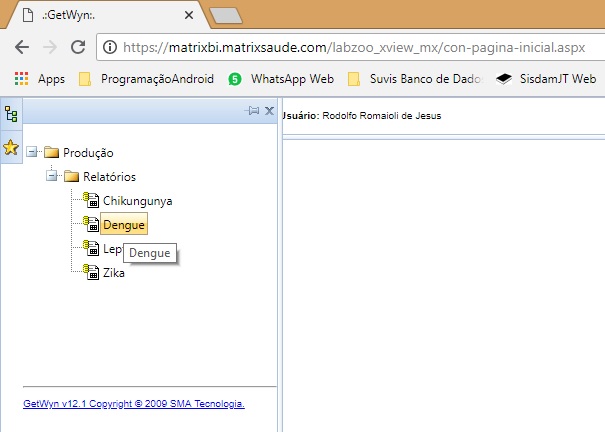 .:GetWyn:.
https://matrixbi.matrixsaude.com/labzoo_xview_mx/con-pagina-inicial.aspx
Apps ProgramaçãoAndroid WhatsApp Web Suvis Banco de Dado SisdamJT Web
Usuário: Rodolfo Romaioli de Jesus
Produção
Relatórios
Chikungunya
Dengue
Lep
Dengue
Zika
GetWyn v12.1 Copyright © 2009 SMA Tecnologia.